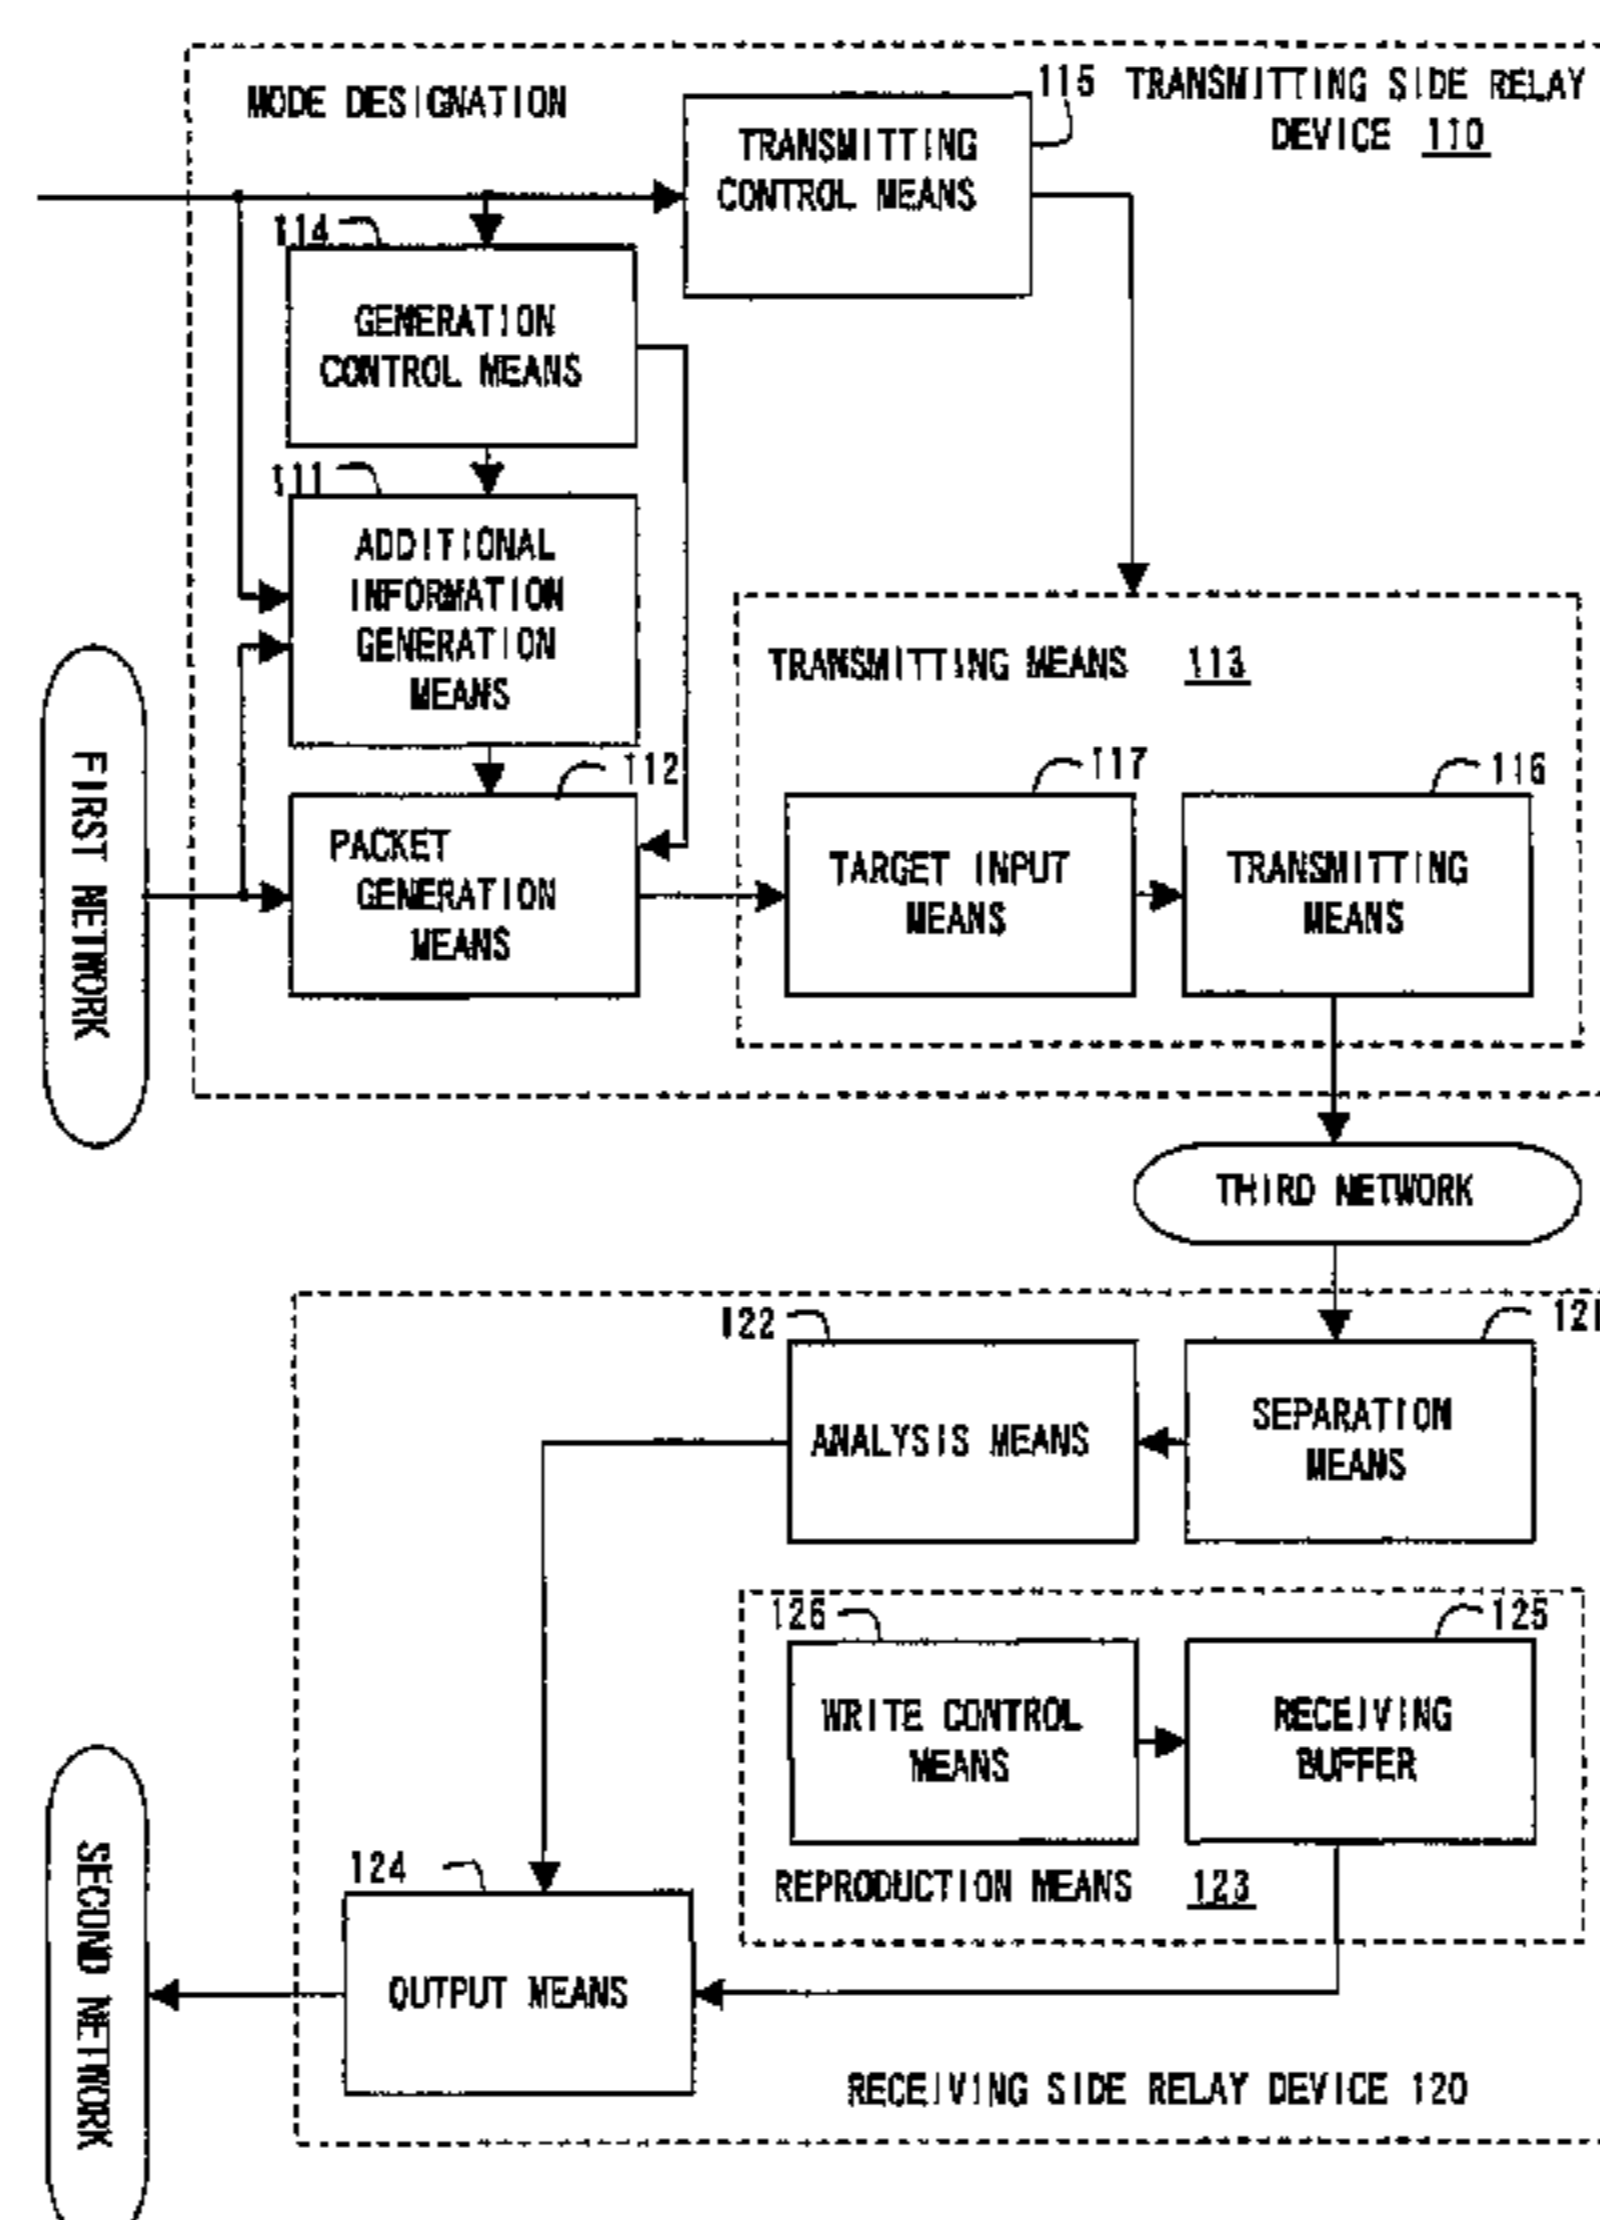 MODE DESIGNATION
115
TRANSMITTING SIDE RELAY
DEVICE 110
TRANSMITTING
CONTROL MEANS
114
GENERATION
CONTROL MEANS
111
ADDITIONAL
INFORMATION
GENERATION
MEANS
TRANSMITTING MEANS 113
FIRST NETWORK
112
PACKET
GENERATION
MEANS
117
TARGET INPUT
MEANS
116
TRANSMITTING
MEANS
THIRD NETWORK
122
ANALYSIS MEANS
121
SEPARATION
MEANS
126
WRITE CONTROL
MEANS
125
RECEIVING
BUFFER
REPRODUCTION MEANS 123
124
OUTPUT MEANS
SECOND NETWORK
RECEIVING SIDE RELAY DEVICE 120